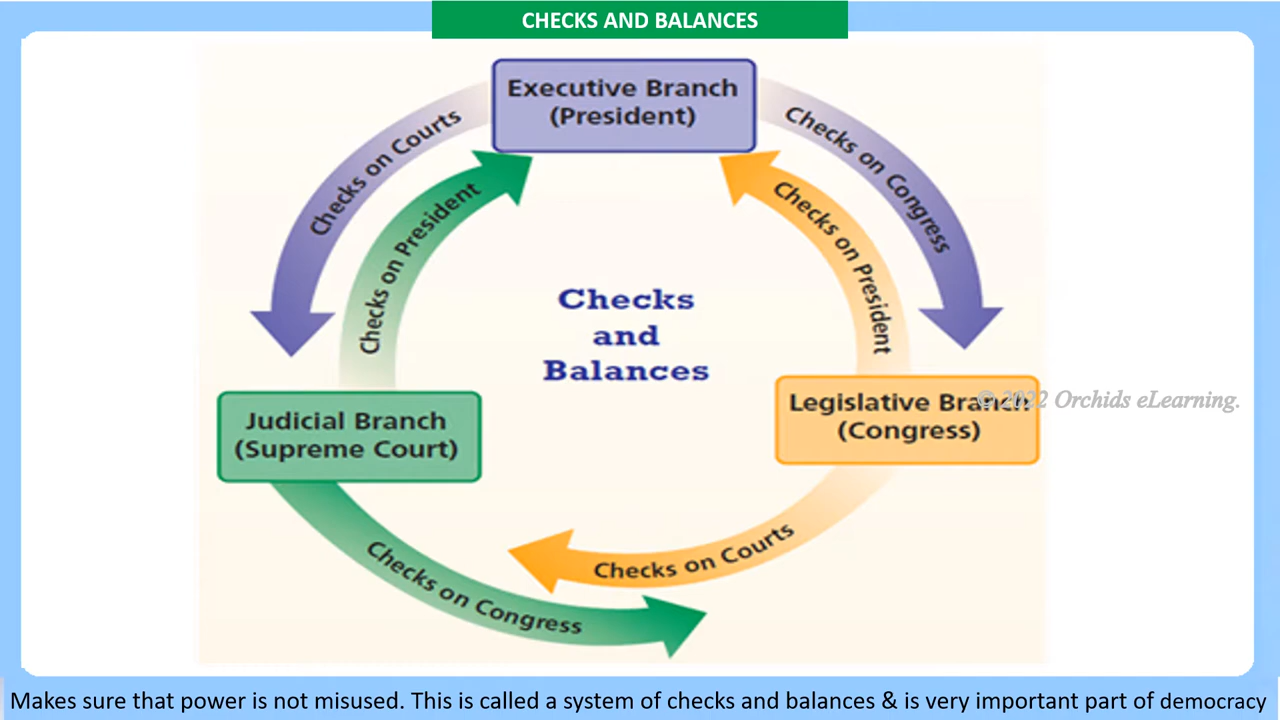 CHECKS AND BALANCES
Executive Branch
(President)
Checks on Courts
Checks on President
Checks on President
Checks on Congress
Checks
and
Balances
Judicial Branch
(Supreme Court)
Legislative Branch
(Congress)
© 2022 Orchids eLearning.
Checks on Courts
Checks on Congress
Makes sure that power is not misused. This is called a system of checks and balances & is very important part of democracy